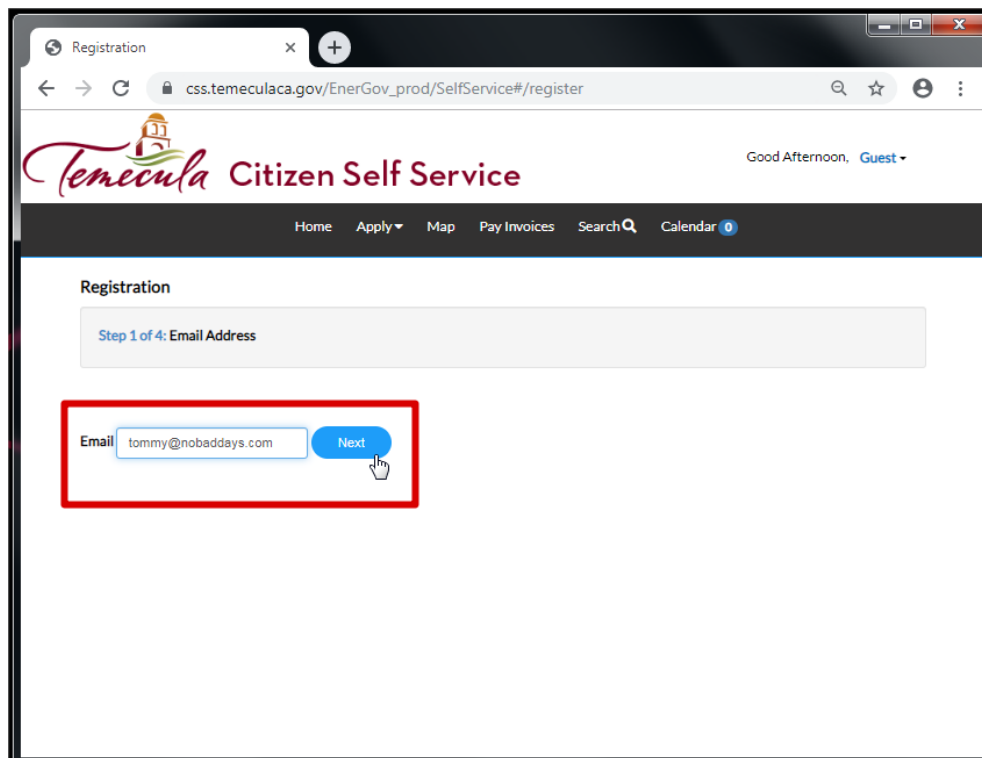 Registration
css.temeculaca.gov/EnerGov_prod/SelfService#/register
Temecula Citizen Self Service
Good Afternoon, Guest
Home Apply Map Pay Invoices Search Calendar 0
Registration
Step 1 of 4: Email Address
Email tommy@nobaddays.com Next